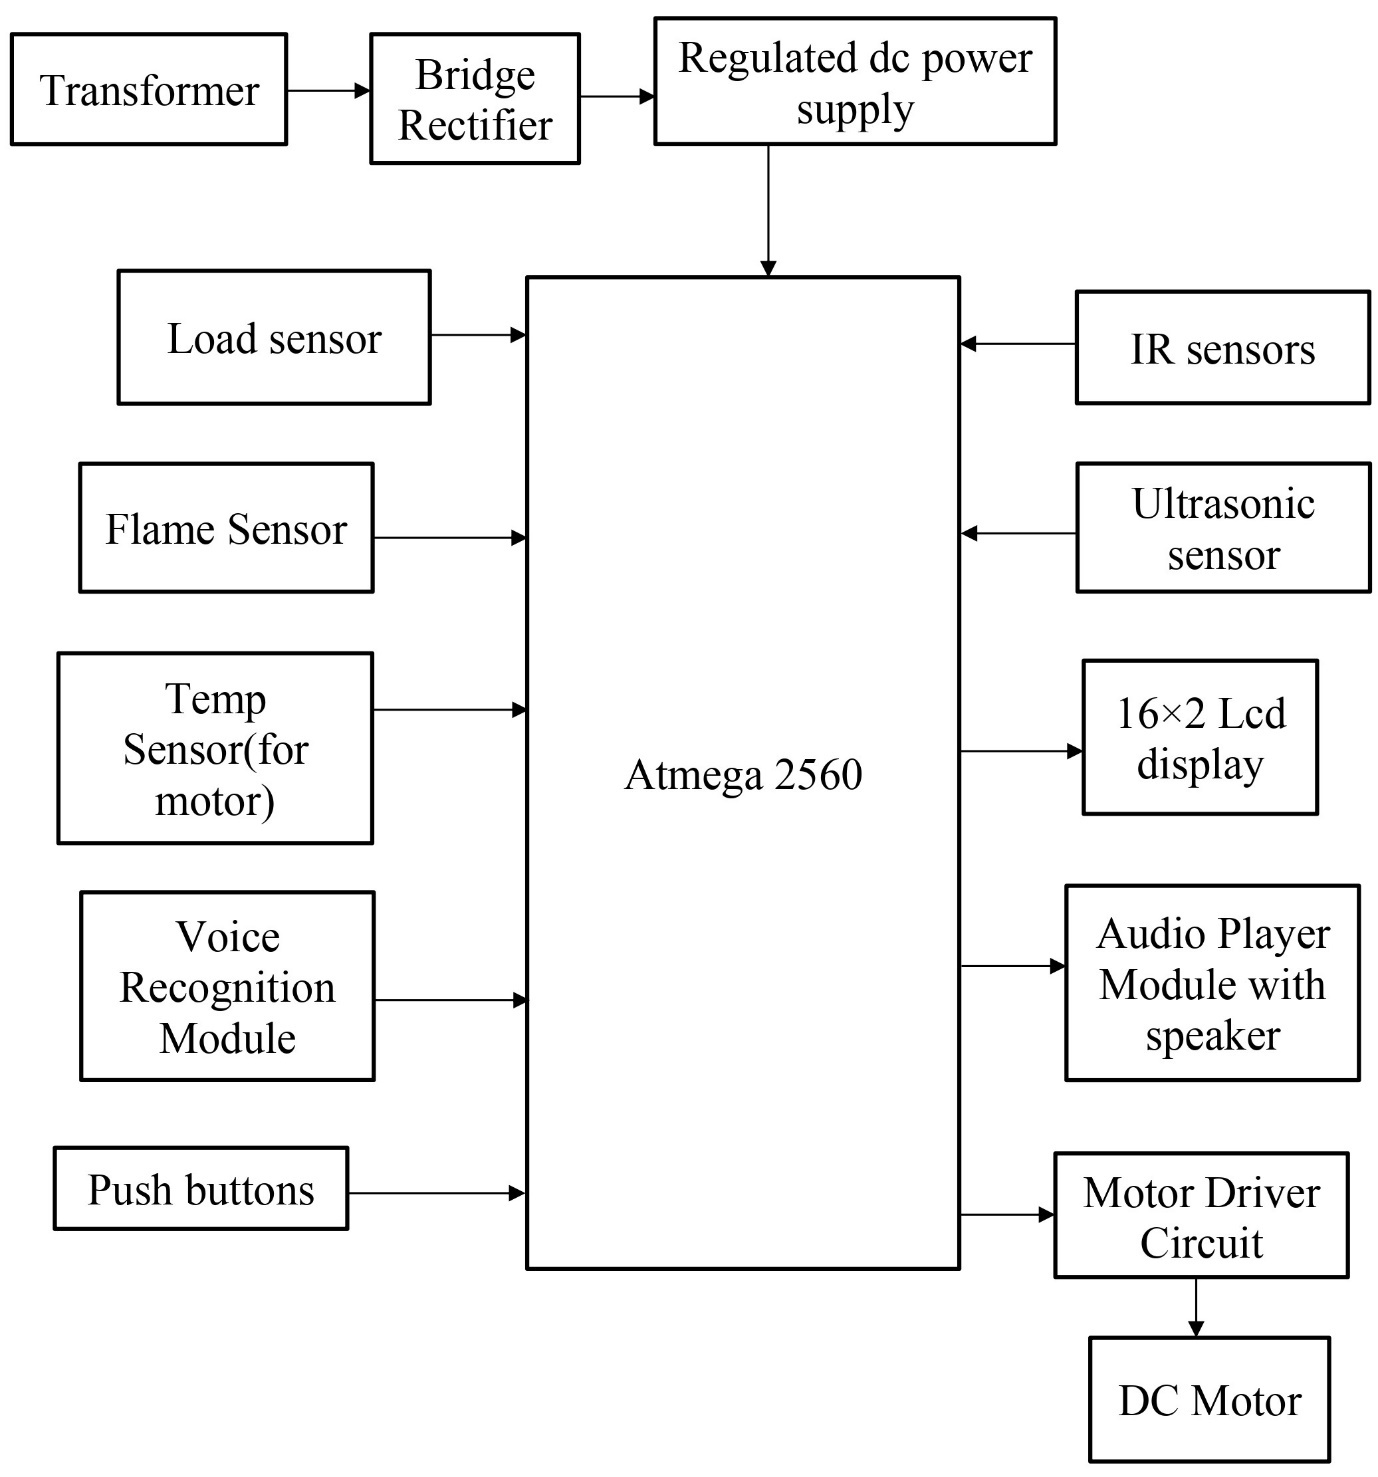 Transformer
Bridge
Rectifier
Regulated dc power
supply
Load sensor
IR sensors
Flame Sensor
Ultrasonic
sensor
Temp
Sensor(for
motor)
Atmega 2560
16×2 Lcd
display
Voice
Recognition
Module
Audio Player
Module with
speaker
Push buttons
Motor Driver
Circuit
DC Motor